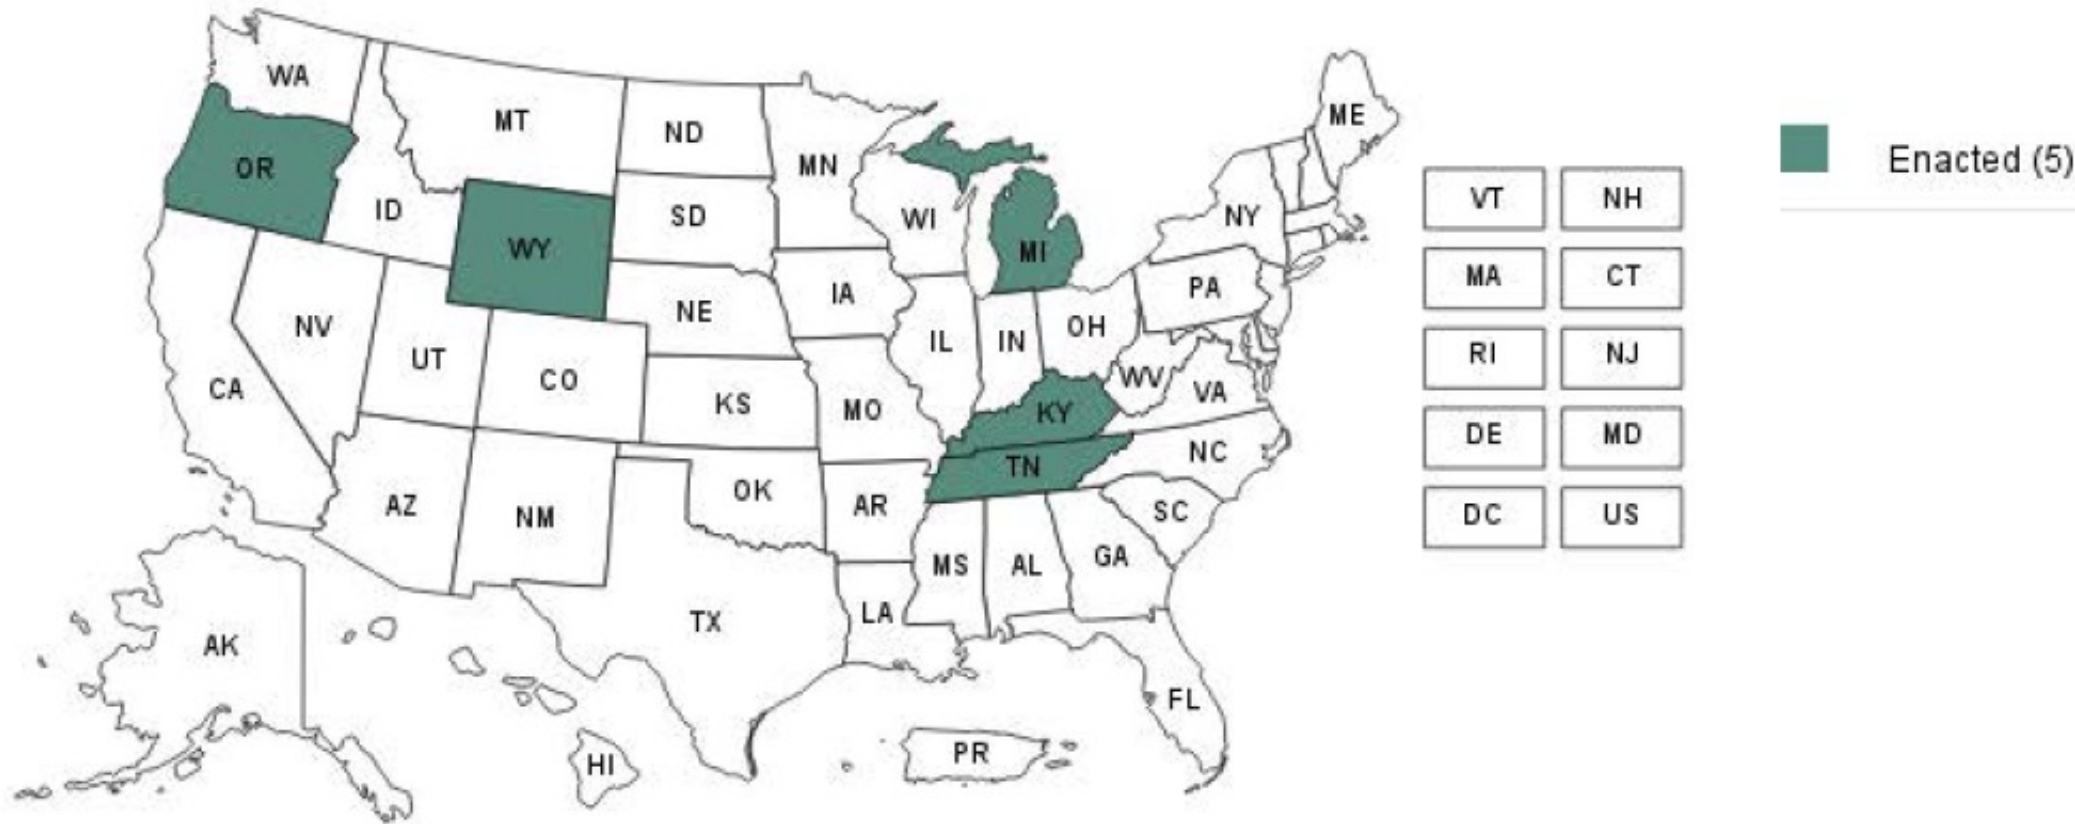 WA
MT
ND
MN
ME
OR
ID
WY
SD
WI
MI
NY
VT
NH
Enacted (5)
MA
CT
NV
UT
CO
NE
IA
IL
IN
OH
PA
CA
KS
MO
KY
WV
VA
RI
NJ
AZ
NM
OK
AR
TN
NC
SC
DE
MD
TX
LA
MS
AL
GA
DC
US
AK
HI
PR
FL